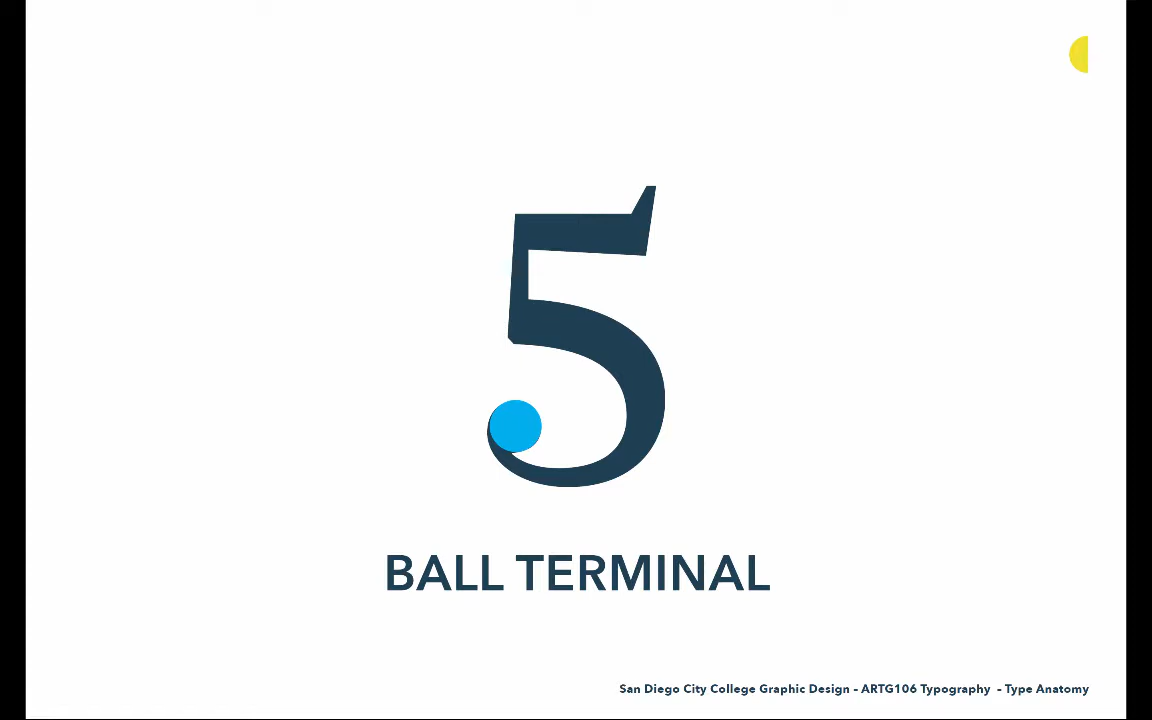 5
BALL TERMINAL
San Diego City College Graphic Design – ARTG106 Typography – Type Anatomy